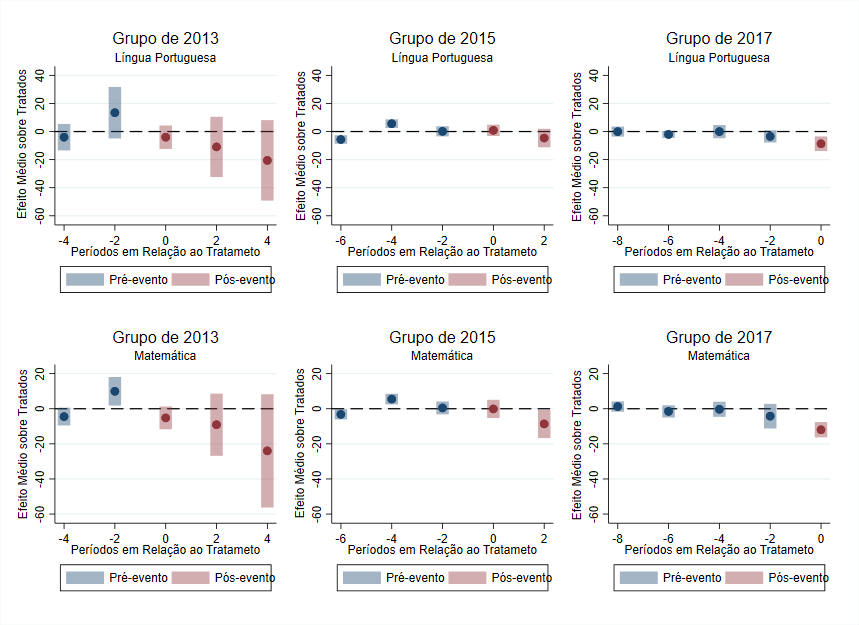 Grupo de 2013
Língua Portuguesa
Efeito Médio sobre Tratados
40
20
0
-20
-40
-60
-4 -2 0 2 4
Períodos em Relação ao Tratameto
Pré-evento Pós-evento
Grupo de 2015
Língua Portuguesa
Efeito Médio sobre Tratados
40
20
0
-20
-40
-60
-6 -4 -2 0 2
Períodos em Relação ao Tratameto
Pré-evento Pós-evento
Grupo de 2017
Língua Portuguesa
Efeito Médio sobre Tratados
40
20
0
-20
-40
-60
-8 -6 -4 -2 0
Períodos em Relação ao Tratameto
Pré-evento Pós-evento
Grupo de 2013
Matemática
Efeito Médio sobre Tratados
20
0
-20
-40
-60
-4 -2 0 2 4
Períodos em Relação ao Tratameto
Pré-evento Pós-evento
Grupo de 2015
Matemática
Efeito Médio sobre Tratados
20
0
-20
-40
-60
-6 -4 -2 0 2
Períodos em Relação ao Tratameto
Pré-evento Pós-evento
Grupo de 2017
Matemática
Efeito Médio sobre Tratados
20
0
-20
-40
-60
-8 -6 -4 -2 0
Períodos em Relação ao Tratameto
Pré-evento Pós-evento